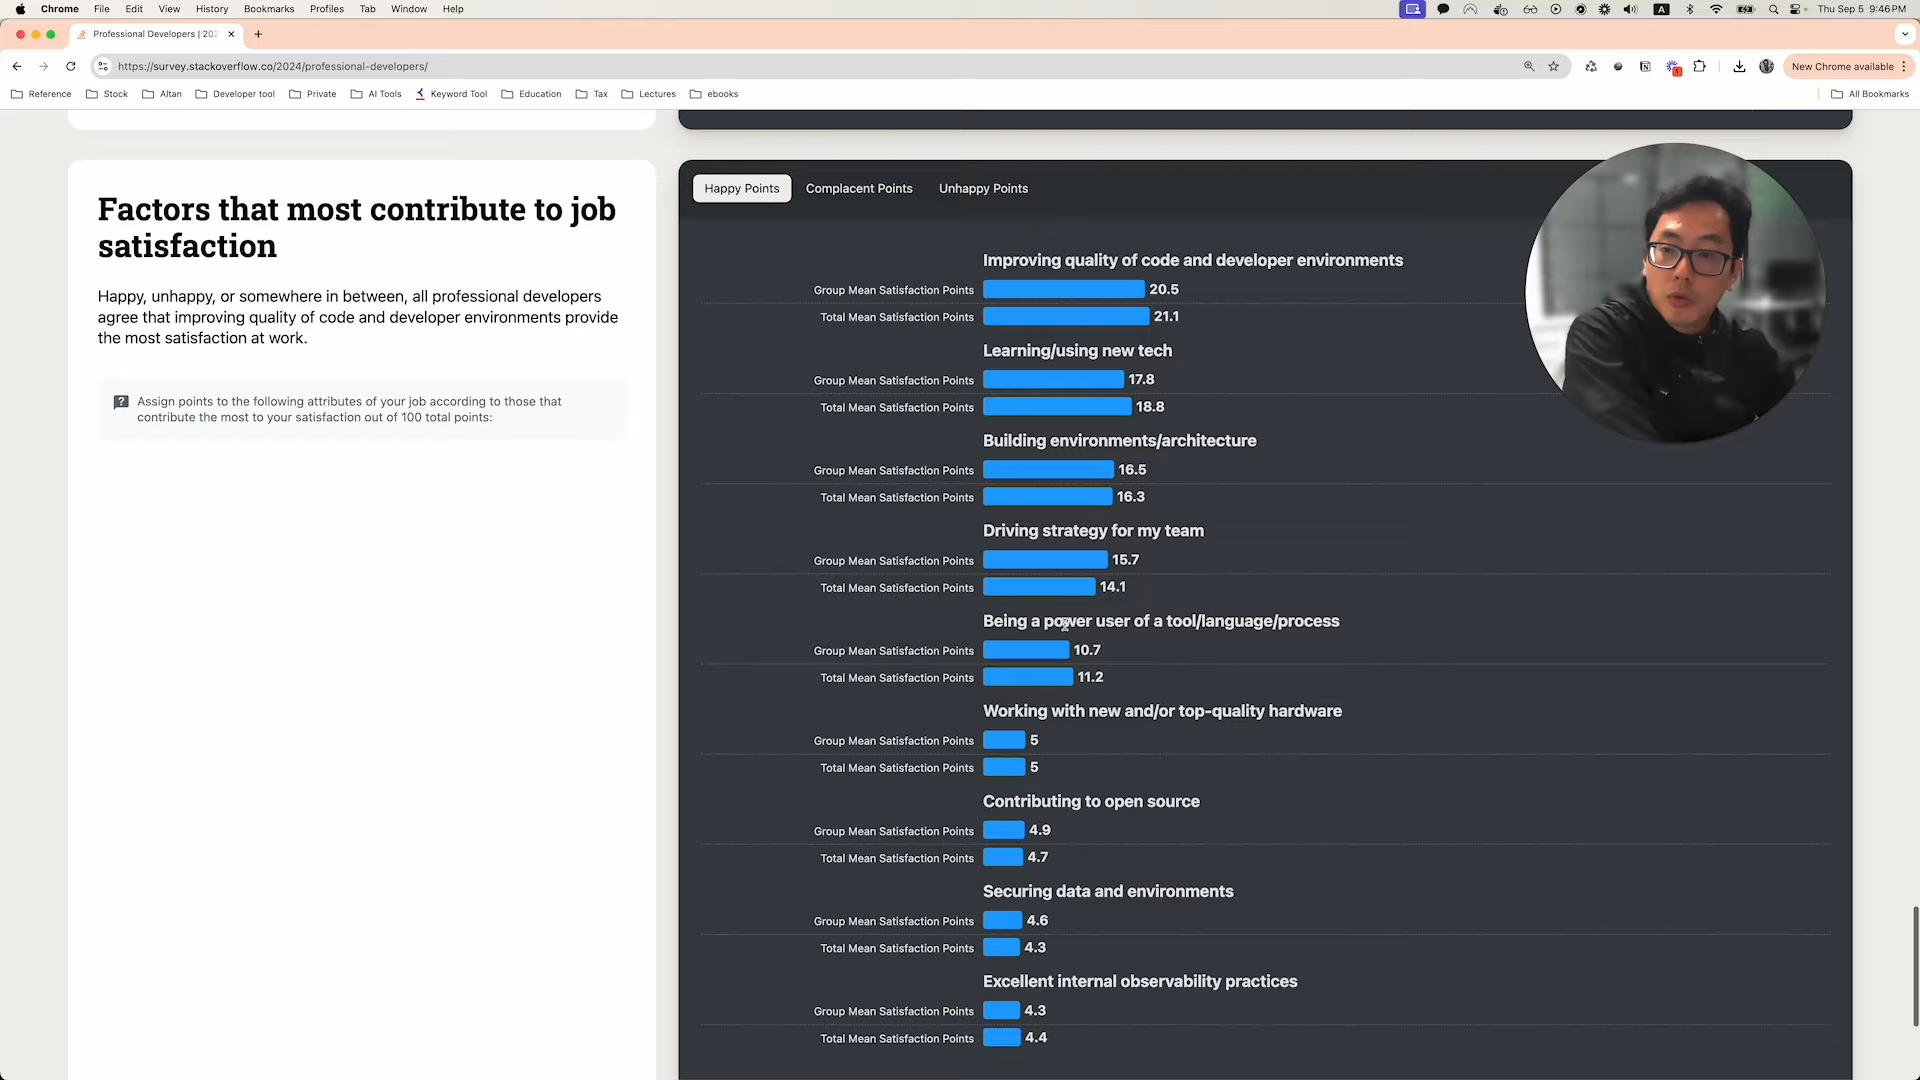 Chrome File Edit View History Bookmarks Profiles Tab Window Help
A
Thu Sep 5 9:46 PM
Professional Developers | 202
https://survey.stackoverflow.co/2024/professional-developers/
1
New Chrome available
Reference Stock Altan Developer tool Private AI Tools Keyword Tool Education Tax Lectures ebooks All Bookmarks
Factors that most contribute to job
satisfaction
Happy, unhappy, or somewhere in between, all professional developers
agree that improving quality of code and developer environments provide
the most satisfaction at work.
? Assign points to the following attributes of your job according to those that
contribute the most to your satisfaction out of 100 total points:
Happy Points Complacent Points Unhappy Points
Improving quality of code and developer environments
Group Mean Satisfaction Points 20.5
Total Mean Satisfaction Points 21.1
Learning/using new tech
Group Mean Satisfaction Points 17.8
Total Mean Satisfaction Points 18.8
Building environments/architecture
Group Mean Satisfaction Points 16.5
Total Mean Satisfaction Points 16.3
Driving strategy for my team
Group Mean Satisfaction Points 15.7
Total Mean Satisfaction Points 14.1
Being a power user of a tool/language/process
Group Mean Satisfaction Points 10.7
Total Mean Satisfaction Points 11.2
Working with new and/or top-quality hardware
Group Mean Satisfaction Points 5
Total Mean Satisfaction Points 5
Contributing to open source
Group Mean Satisfaction Points 4.9
Total Mean Satisfaction Points 4.7
Securing data and environments
Group Mean Satisfaction Points 4.6
Total Mean Satisfaction Points 4.3
Excellent internal observability practices
Group Mean Satisfaction Points 4.3
Total Mean Satisfaction Points 4.4